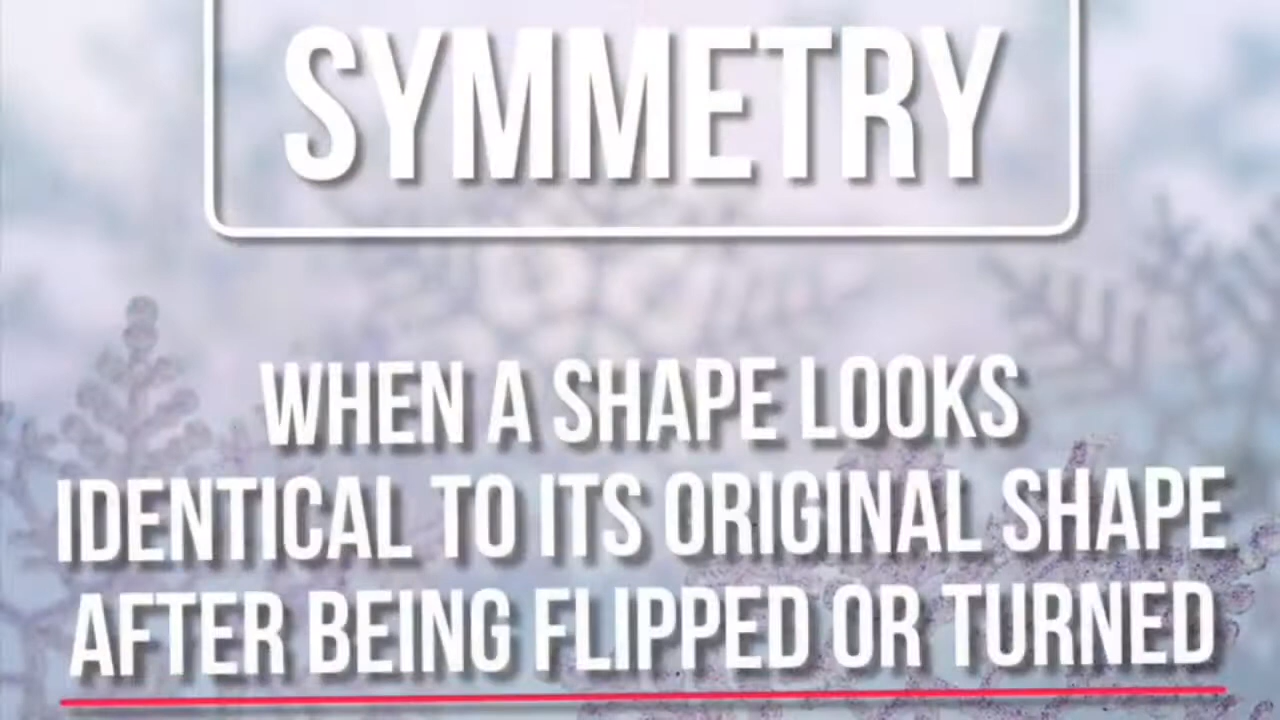 SYMMETRY
WHEN A SHAPE LOOKS
IDENTICAL TO ITS ORIGINAL SHAPE
AFTER BEING FLIPPED OR TURNED